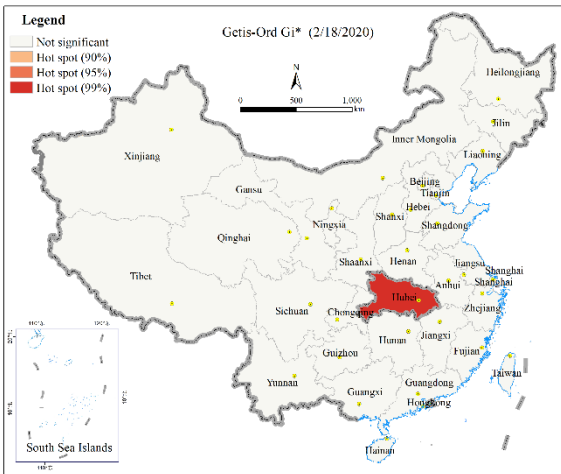 Legend
Not significant
Hot spot (90%)
Hot spot (95%)
Hot spot (99%)
Getis-Ord Gi* (2/18/2020)
N
0 500 1,000
km
Heilongjiang
Jilin
Liaoning
Inner Mongolia
Xinjiang
Gansu
Beijing
Tianjin
Hebei
Shanxi
Shangdong
Ningxia
Qinghai
Shaanxi
Henan
Jiangsu
Shanghai
Shanghai
Anhui
Hubei
Zhejiang
Tibet
Sichuan
Chongqing
Hunan
Jiangxi
Guizhou
Fujian
Yunnan
Guangxi
Guangdong
Hongkong
Taiwan
Hainan
South Sea Islands